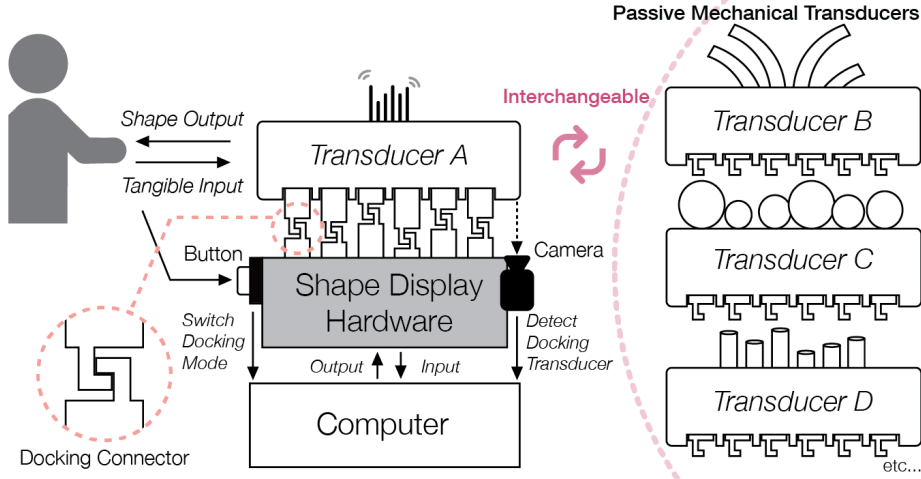 Passive Mechanical Transducers
Shape Output
Tangible Input
Transducer A
Interchangeable
Transducer B
Button
Camera
Shape Display
Hardware
Transducer C
Switch
Docking
Mode
Output
Input
Detect
Docking
Transducer
Computer
Docking Connector
Transducer D
etc...